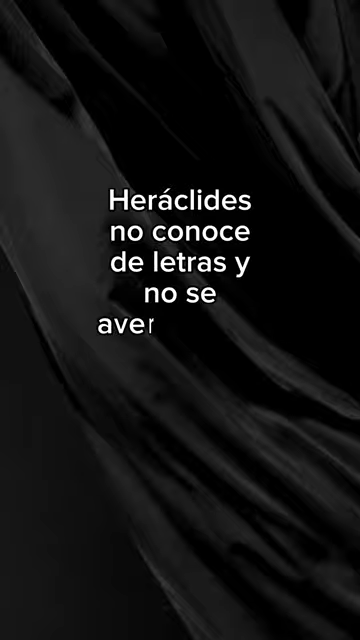 Heráclides
no conoce
de letras y
no se
aver